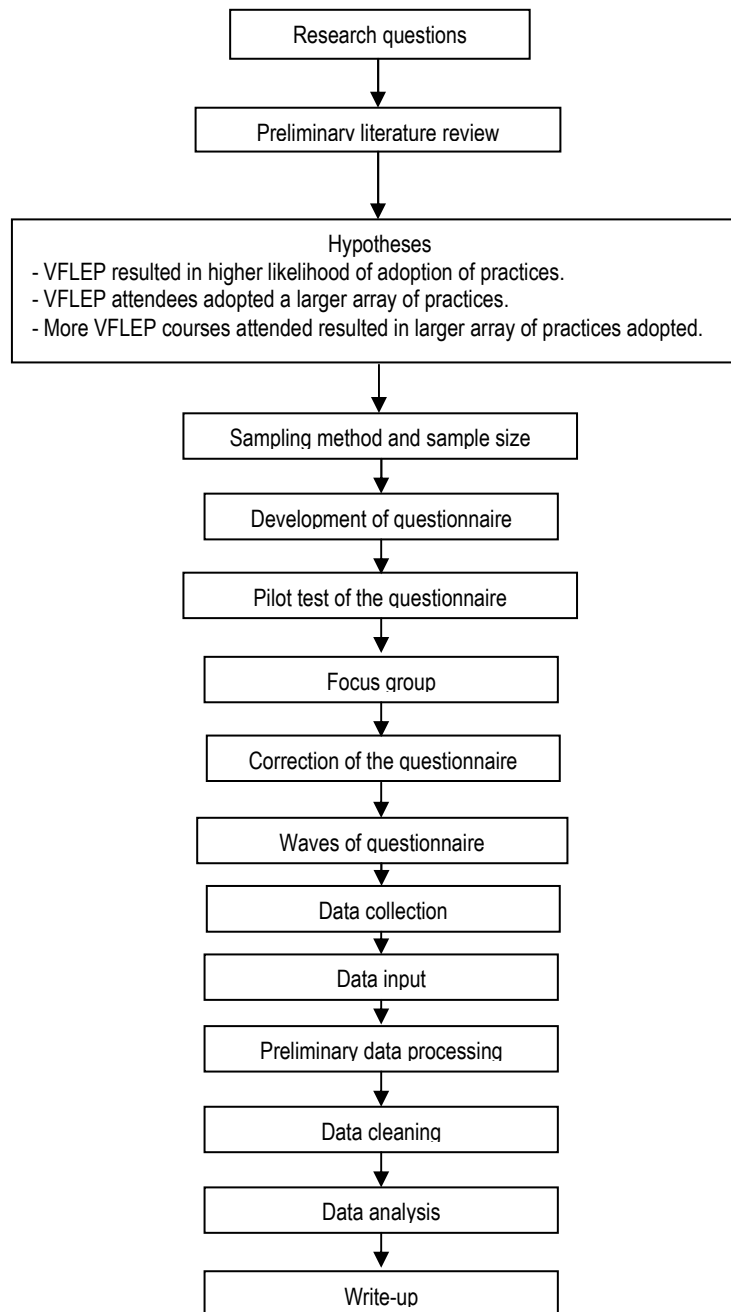 Research questions
Preliminary literature review
Hypotheses
- VFLEP resulted in higher likelihood of adoption of practices.
- VFLEP attendees adopted a larger array of practices.
- More VFLEP courses attended resulted in larger array of practices adopted.
Sampling method and sample size
Development of questionnaire
Pilot test of the questionnaire
Focus group
Correction of the questionnaire
Waves of questionnaire
Data collection
Data input
Preliminary data processing
Data cleaning
Data analysis
Write-up